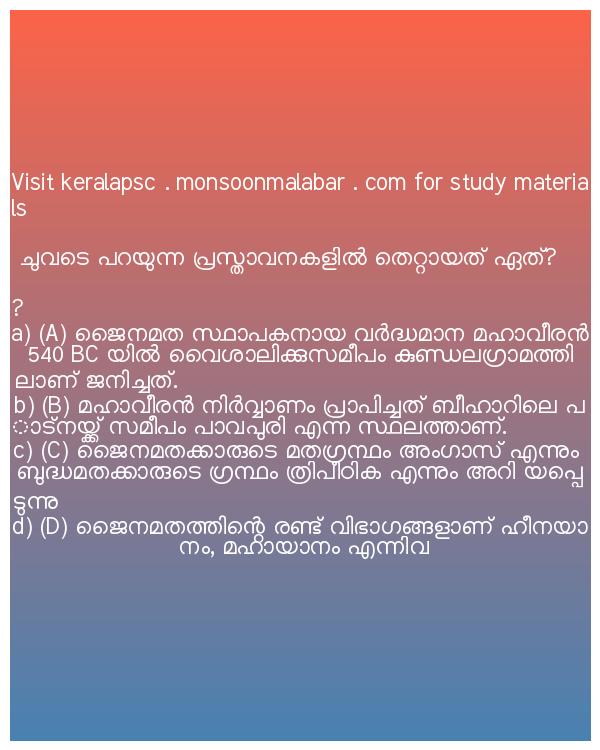 Visit keralapsc . monsoonmalabar . com for study materia
ls
ചുവടെ പറയുന്ന പ്രസ്താവനകളിൽ തെറ്റായത് ഏത്?
?
a) (A) ജൈനമത സ്ഥാപകനായ വർദ്ധമാന മഹാവീരൻ
540 BC യിൽ വൈശാലിക്കുസമീപം കുണ്ഡലഗ്രാമത്തി
ലാണ് ജനിച്ചത്.
b) (B) മഹാവീരൻ നിർവ്വാണം പ്രാപിച്ചത് ബീഹാറിലെ പ
ാട്നയ്ക്ക് സമീപം പാവപുരി എന്ന സ്ഥലത്താണ്.
c) (C) ജൈനമതക്കാരുടെ മതഗ്രന്ഥം അംഗാസ് എന്നും
ബുദ്ധമതക്കാരുടെ ഗ്രന്ഥം ത്രിപീഠിക എന്നും അറി യപ്പെ
ടുന്നു
d) (D) ജൈനമതത്തിന്റെ രണ്ട് വിഭാഗങ്ങളാണ് ഹീനയാ
നം, മഹായാനം എന്നിവ